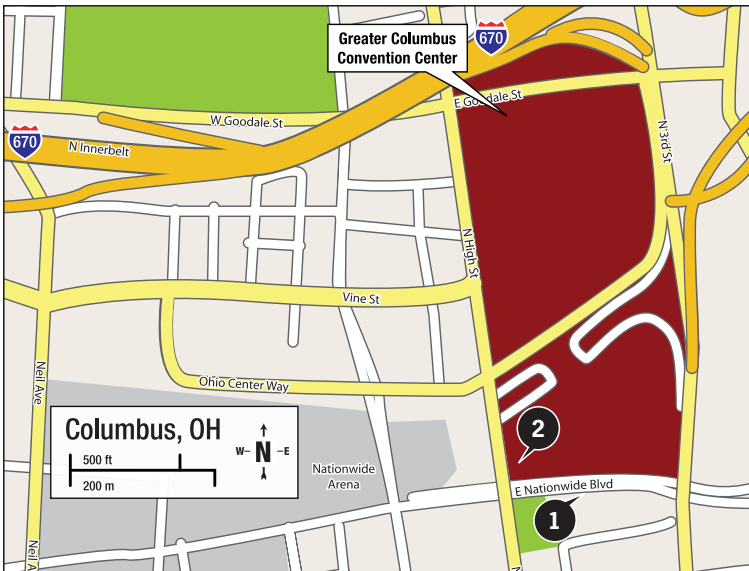 Greater Columbus
Convention Center
670
E Goodale St
W Goodale St
670
N Innerbelt
N 3rd St
N High St
Vine St
Neil Ave
Ohio Center Way
Columbus, OH
W N E
500 ft
200 m
2
Nationwide
Arena
E Nationwide Blvd
1
Neil A
N